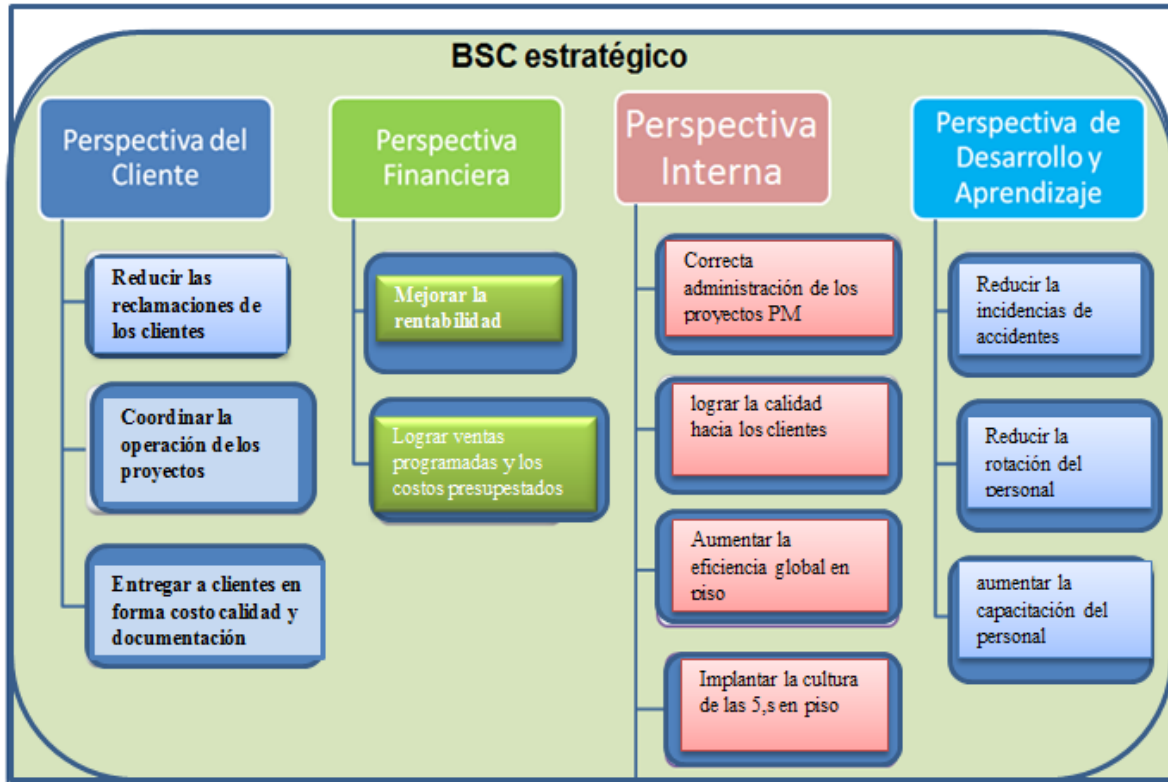 BSC estratégico
Perspectiva del
Cliente
Reducir las
reclamaciones de
los clientes
Coordinar la
operación de los
proyectos
Entregar a clientes en
forma costo calidad y
documentación
Perspectiva
Financiera
Mejorar la
rentabilidad
Lograr ventas
programadas y los
costos presupestados
Perspectiva
Interna
Correcta
administración de los
proyectos PM
lograr la calidad
hacia los clientes
Aumentar la
eficiencia global en
piso
Implantar la cultura
de las 5,s en piso
Perspectiva de
Desarrollo y
Aprendizaje
Reducir la
incidencias de
accidentes
Reducir la
rotación del
personal
aumentar la
capacitación del
personal